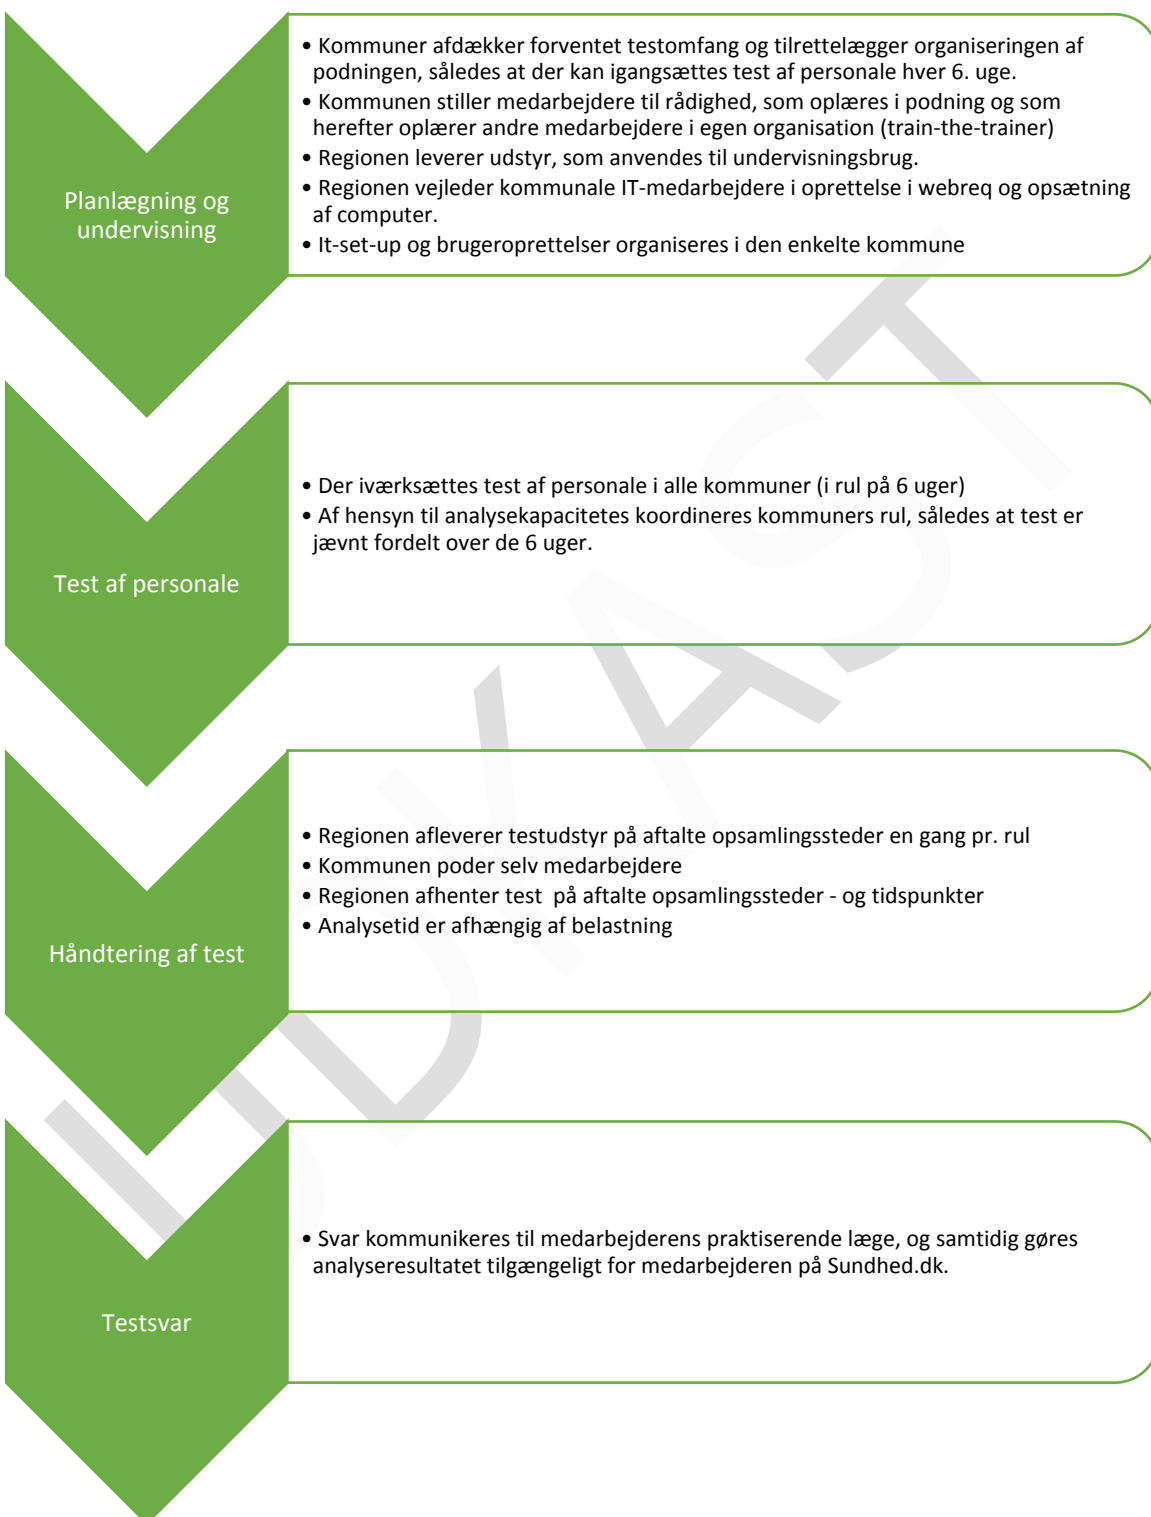 Planlægning og
undervisning
• Kommuner afdækker forventet testomfang og tilrettelægger organiseringen af
podningen, således at der kan igangsættes test af personale hver 6. uge.
• Kommunen stiller medarbejdere til rådighed, som oplæres i podning og som
herefter oplærer andre medarbejdere i egen organisation (train-the-trainer)
• Regionen leverer udstyr, som anvendes til undervisningsbrug.
• Regionen vejleder kommunale IT-medarbejdere i oprettelse i webreq og opsætning
af computer.
• It-set-up og brugeroprettelser organiseres i den enkelte kommune
Test af personale
• Der iværksættes test af personale i alle kommuner (i rul på 6 uger)
• Af hensyn til analysekapacitetes koordineres kommuners rul, således at test er
jævnt fordelt over de 6 uger.
Håndtering af test
• Regionen afleverer testudstyr på aftalte opsamlingssteder en gang pr. rul
• Kommunen poder selv medarbejdere
• Regionen afhenter test  på aftalte opsamlingssteder - og tidspunkter
• Analysetid er afhængig af belastning
Testsvar
• Svar kommunikeres til medarbejderens praktiserende læge, og samtidig gøres
analyseresultatet tilgængeligt for medarbejderen på Sundhed.dk.
UDKAST